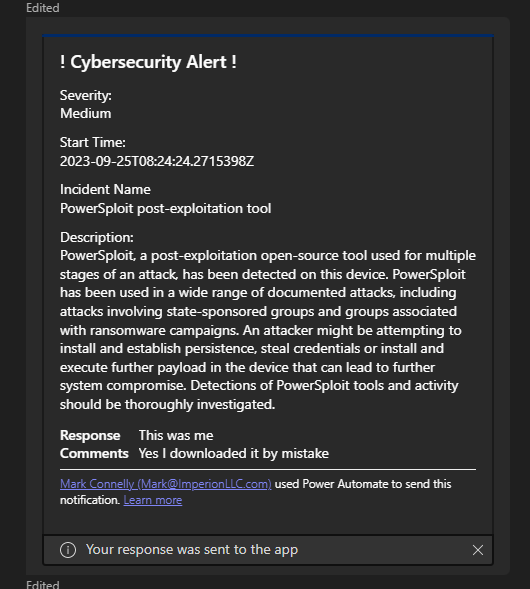 Edited
! Cybersecurity Alert !
Severity:
Medium
Start Time:
2023-09-25T08:24:24.2715398Z
Incident Name
PowerSploit post-exploitation tool
Description:
PowerSploit, a post-exploitation open-source tool used for multiple
stages of an attack, has been detected on this device. PowerSploit
has been used in a wide range of documented attacks, including
attacks involving state-sponsored groups and groups associated
with ransomware campaigns. An attacker might be attempting to
install and establish persistence, steal credentials or install and
execute further payload in the device that can lead to further
system compromise. Detections of PowerSploit tools and activity
should be thoroughly investigated.
Response This was me
Comments Yes I downloaded it by mistake
Mark Connelly (Mark@ImperionLLC.com) used Power Automate to send this
notification. Learn more
Your response was sent to the app
Edited